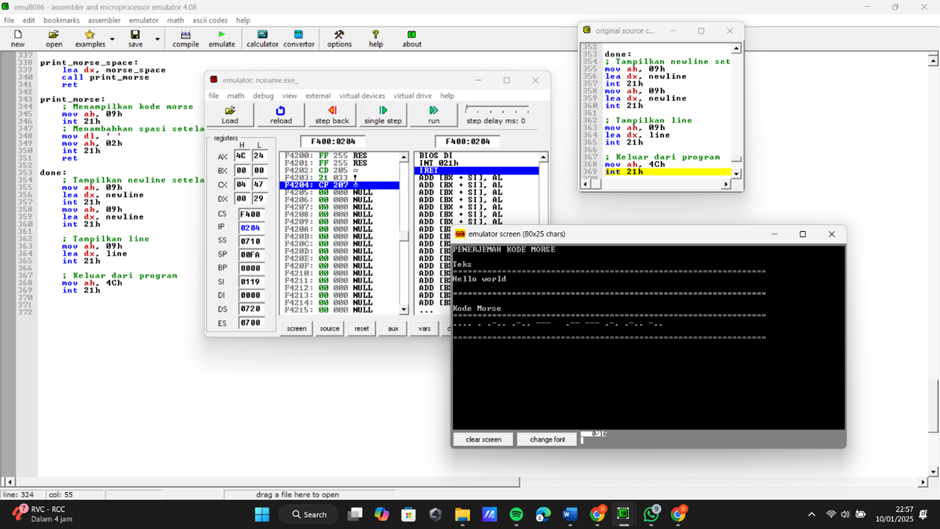 emu8086 - assembler and microprocessor emulator 4.08
file edit bookmarks assembler emulator math ascii codes help
new open examples save compile emulate calculator convertor options help about
337
338 print_morse_space:
339 lea dx, morse_space
340 call print_morse
341 ret
342
343 print_morse:
344 ; Menampilkan kode morse
345 mov ah, 09h
346 int 21h
347 ; Menambahkan spasi setela
348 mov dl, ' '
349 mov ah, 02h
350 int 21h
351 ret
352
353 done:
354 ; Tampilkan newline setela
355 mov ah, 09h
356 lea dx, newline
357 int 21h
358 mov ah, 09h
359 lea dx, newline
360 int 21h
361
362 ; Tampilkan line
363 mov ah, 09h
364 lea dx, line
365 int 21h
366
367 ; Keluar dari program
368 mov ah, 4Ch
369 int 21h
370
371
372
emulator: noname.exe_
file math debug view external virtual devices virtual drive help
Load reload step back single step run step delay ms: 0
registers
H L
AX 4C 24
BX 00 00
CX 04 47
DX 00 29
CS F400
IP 0204
SS 0710
SP 00FA
BP 0000
SI 0119
DI 0000
DS 0720
ES 0700
F400:0204 F400:0204
F4200: FF 255 RES
F4201: FF 255 RES
F4202: CD 205 =
F4203: 21 033 !
F4204: CF 207 ╧
F4205: 00 000 NULL
F4206: 00 000 NULL
F4207: 00 000 NULL
F4208: 00 000 NULL
F4209: 00 000 NULL
F420A: 00 000 NULL
F420B: 00 000 NULL
F420C: 00 000 NULL
F420D: 00 000 NULL
F420E: 00 000 NULL
F420F: 00 000 NULL
F4210: 00 000 NULL
F4211: 00 000 NULL
F4212: 00 000 NULL
F4213: 00 000 NULL
F4214: 00 000 NULL
F4215: 00 000 NULL
BIOS DI
INT 021h
IRET
ADD [BX + SI], AL
ADD [BX + SI], AL
ADD [BX + SI], AL
ADD [BX + SI], AL
ADD [BX + SI], AL
ADD [BX + SI], AL
ADD [BX + SI], AL
...
screen source reset aux vars
original source c...
352
353 done:
354 ; Tampilkan newline set
355 mov ah, 09h
356 lea dx, newline
357 int 21h
358 mov ah, 09h
359 lea dx, newline
360 int 21h
361
362 ; Tampilkan line
363 mov ah, 09h
364 lea dx, line
365 int 21h
366
367 ; Keluar dari program
368 mov ah, 4Ch
369 int 21h
emulator screen (80x25 chars)
PENERJEMAH KODE MORSE
Teks
Hello world
Kode Morse
.... . .-.. .-.. --- .-- --- .-. .-.. -..
clear screen change font 0/16
line: 324 col: 55 drag a file here to open
RVC - RCC
Dalam 4 jam
Search
22:57
10/01/2025